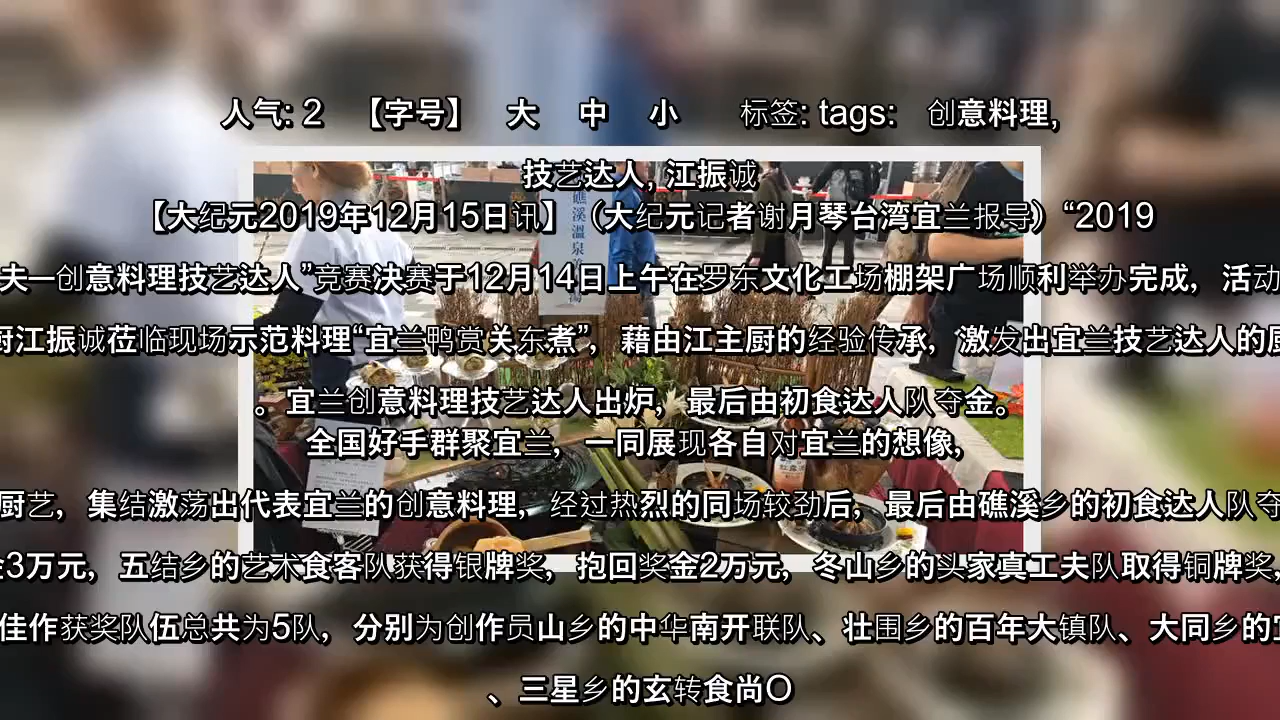 人气: 2 【字号】 大 中 小 标签: tags: 创意料理,
技艺达人, 江振诚
【大纪元2019年12月15日讯】（大纪元记者谢月琴台湾宜兰报导）“2019
夫—创意料理技艺达人”竞赛决赛于12月14日上午在罗东文化工场棚架广场顺利举办完成，活动
厨江振诚莅临现场示范料理“宜兰鸭赏关东煮”，藉由江主厨的经验传承，激发出宜兰技艺达人的厨
。宜兰创意料理技艺达人出炉，最后由初食达人队夺金。
全国好手群聚宜兰，一同展现各自对宜兰的想像,
厨艺，集结激荡出代表宜兰的创意料理，经过热烈的同场较劲后，最后由礁溪乡的初食达人队夺
金3万元，五结乡的艺术食客队获得银牌奖，抱回奖金2万元，冬山乡的头家真工夫队取得铜牌奖,
佳作获奖队伍总共为5队，分别为创作员山乡的中华南开联队、壮围乡的百年大镇队、大同乡的宜
、三星乡的玄转食尚O
礁溪溫泉